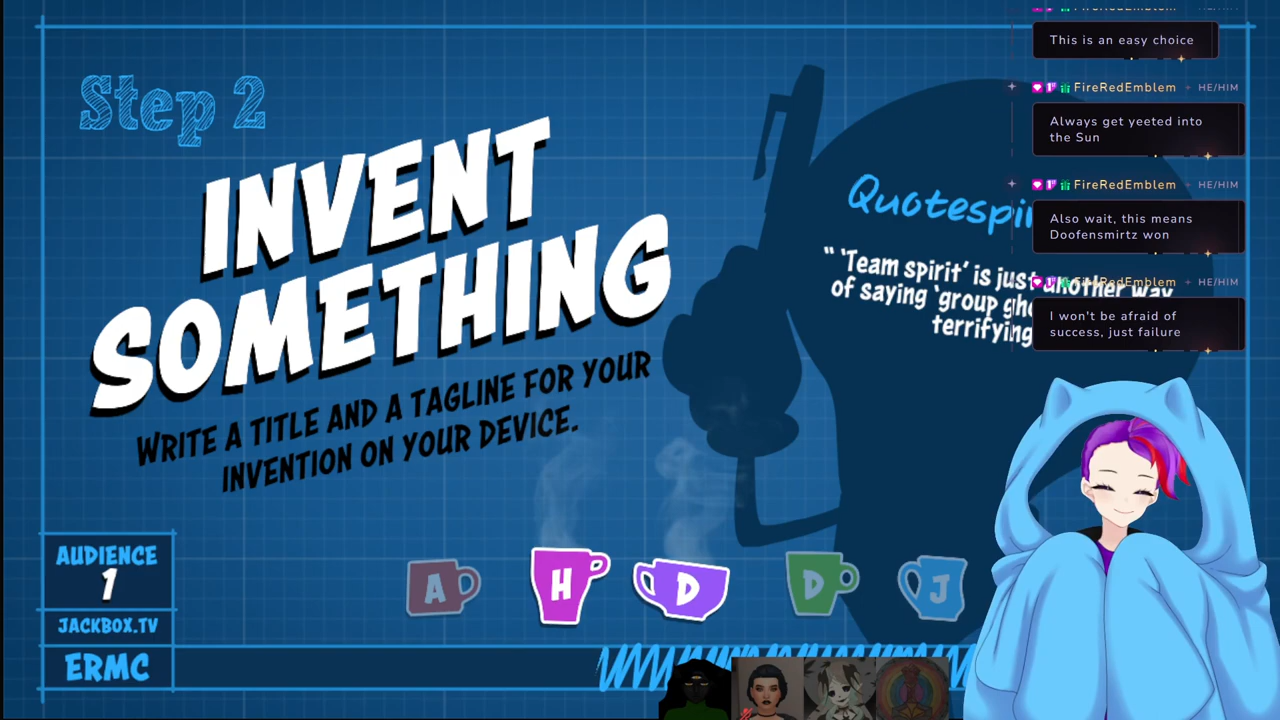 Step 2
INVENT
SOMETHING
WRITE A TITLE AND A TAGLINE FOR YOUR
INVENTION ON YOUR DEVICE.
" 'Team spirit' is just another way
of saying 'group
terrifying
FireRedEmblem
This is an easy choice
FireRedEmblem HE/HIM
Always get yeeted into
the Sun
FireRedEmblem HE/HIM
Also wait, this means
Doofensmirtz won
FireRedEmblem HE/HIM
I won't be afraid of
success, just failure
A H D D J
AUDIENCE
1
JACKBOX.TV
ERMC